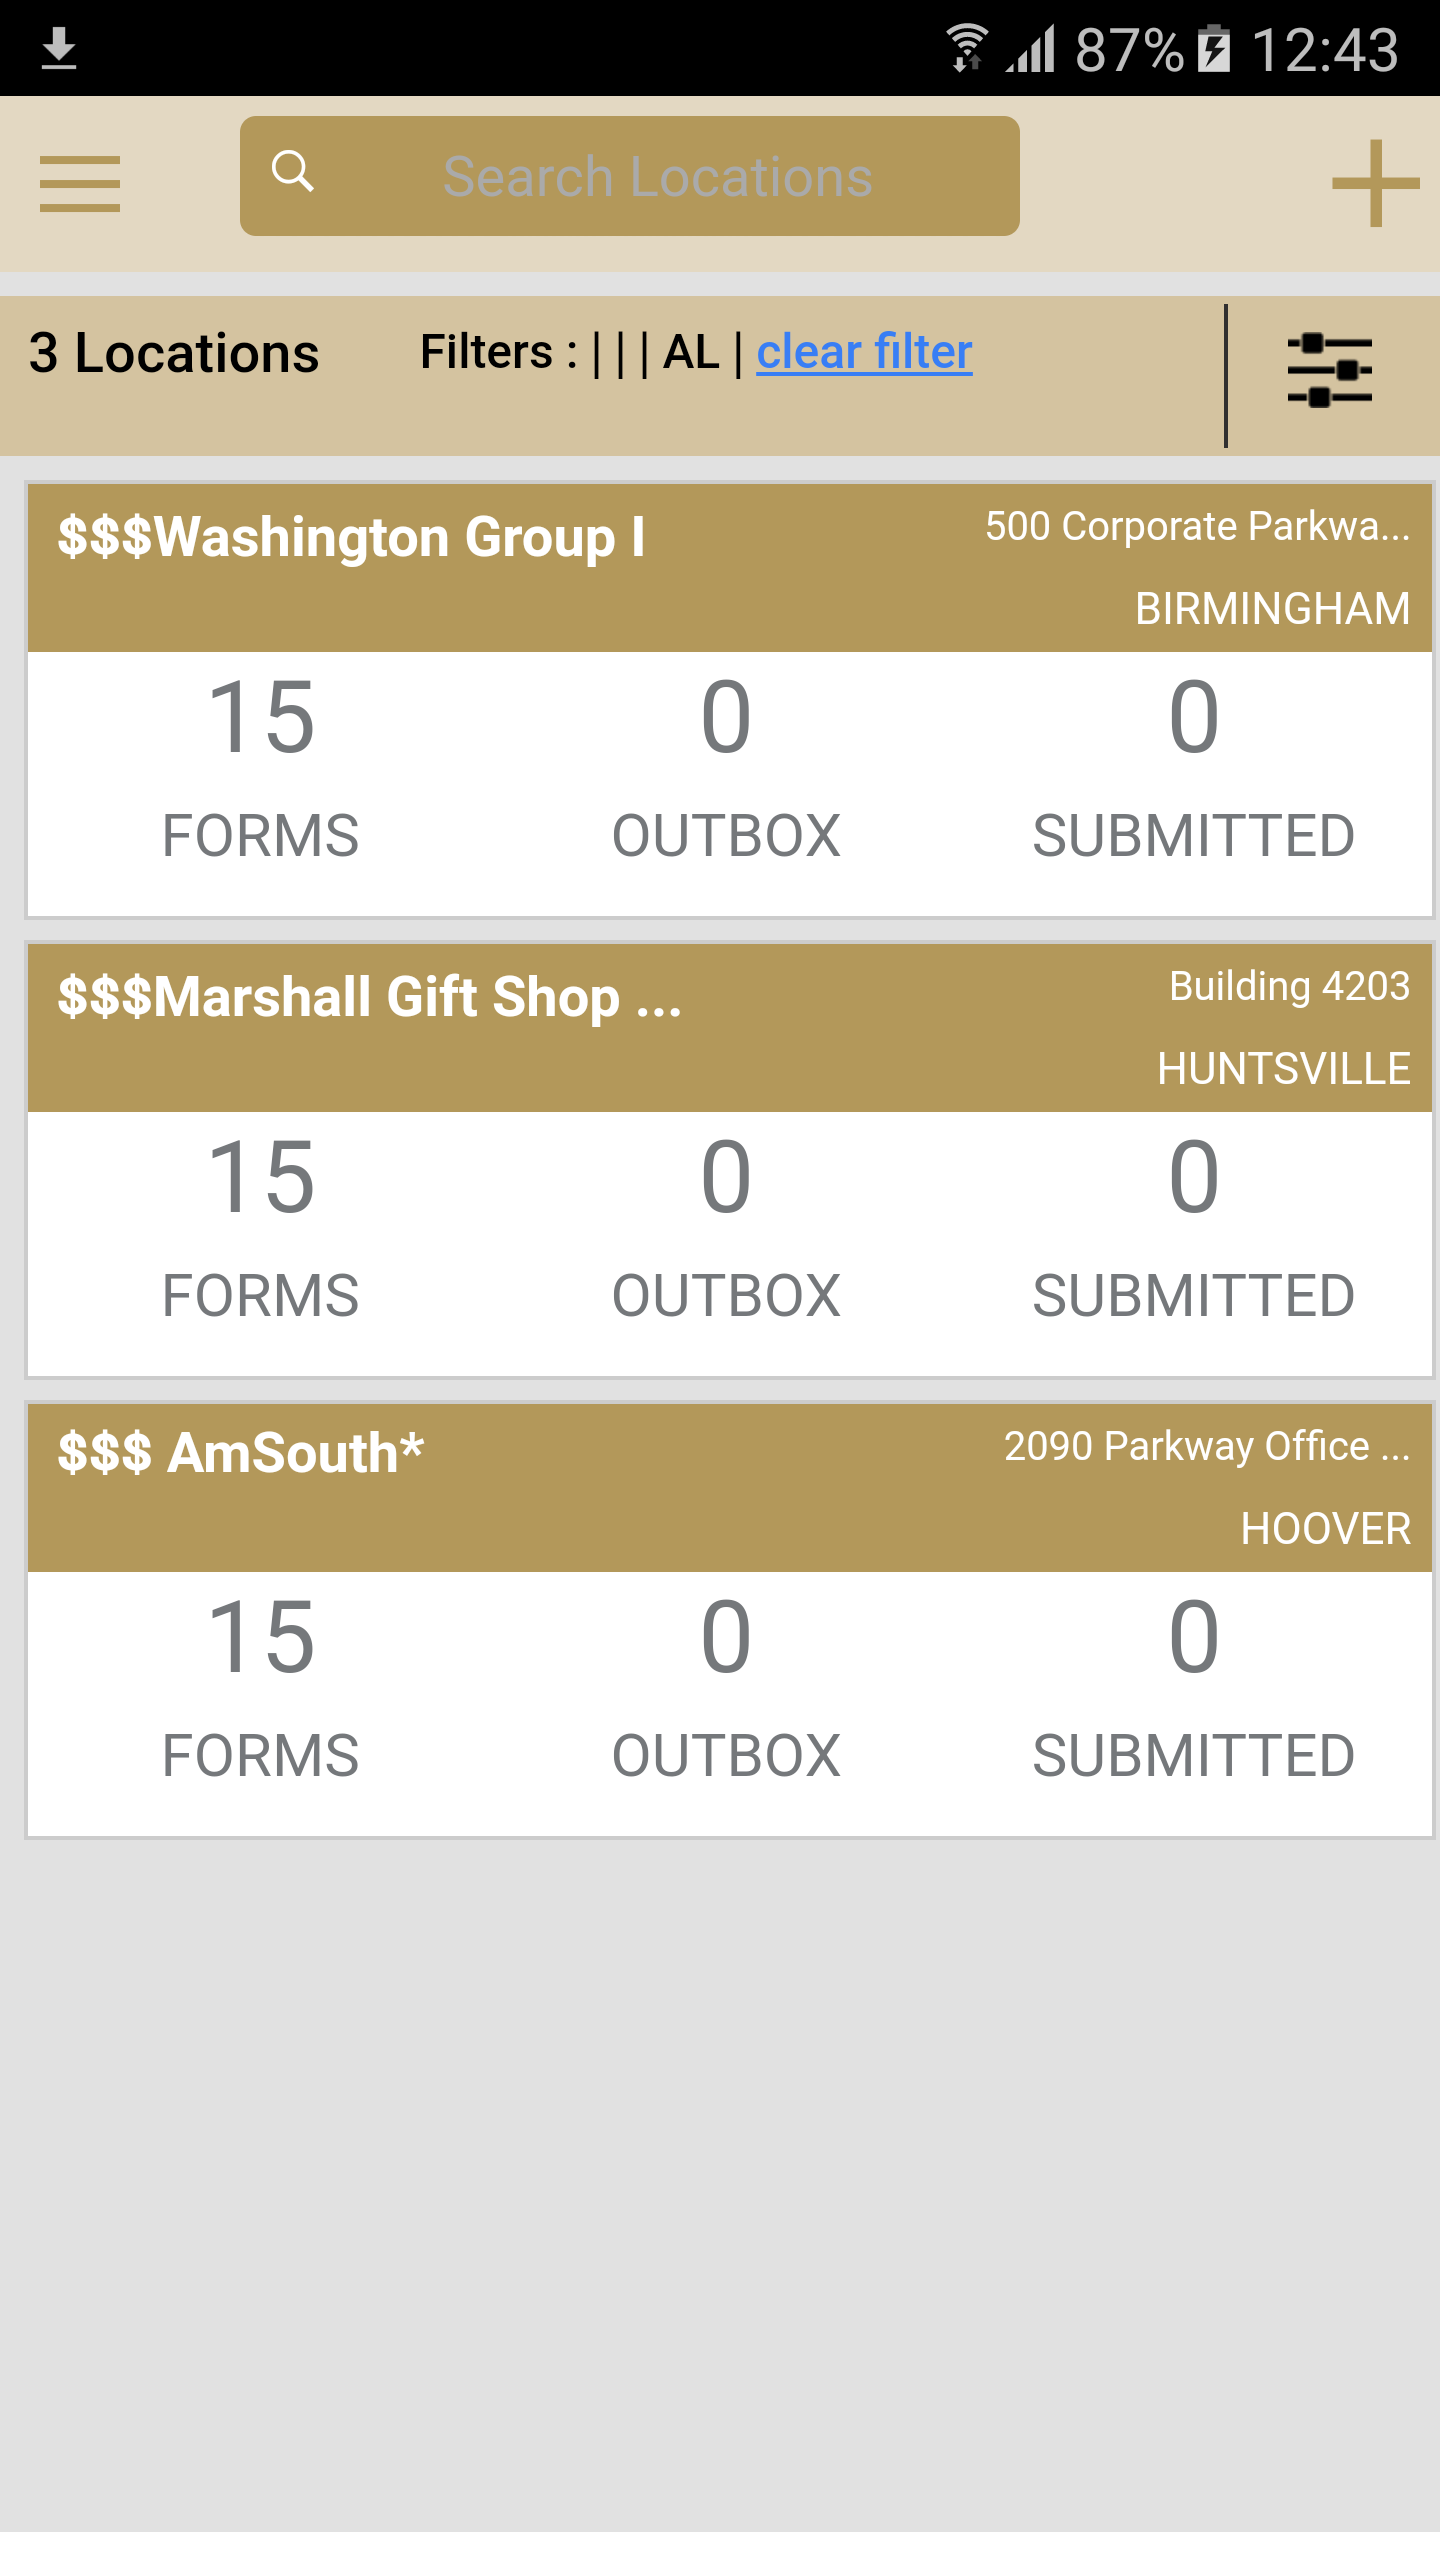 87% 12:43
Search Locations
3 Locations Filters : | | | AL | clear filter
$$$Washington Group I 500 Corporate Parkwa...
BIRMINGHAM
15 0 0
FORMS OUTBOX SUBMITTED
$$$Marshall Gift Shop ... Building 4203
HUNTSVILLE
15 0 0
FORMS OUTBOX SUBMITTED
$$$ AmSouth* 2090 Parkway Office ...
HOOVER
15 0 0
FORMS OUTBOX SUBMITTED